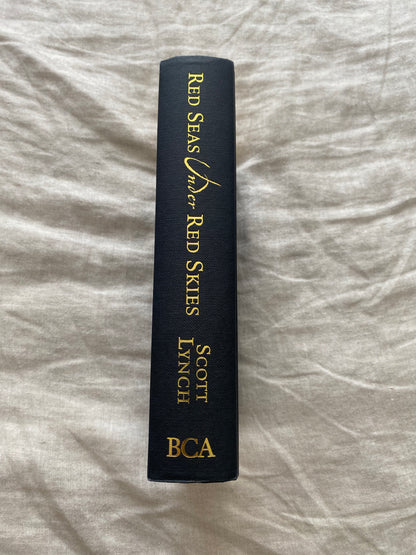 Red Seas Under Red Skies
Scott
Lynch
BCA